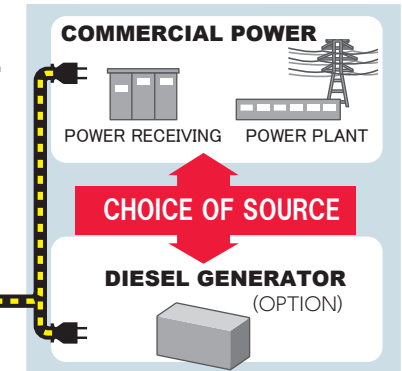 COMMERCIAL POWER
POWER RECEIVING POWER PLANT
CHOICE OF SOURCE
DIESEL GENERATOR
(OPTION)